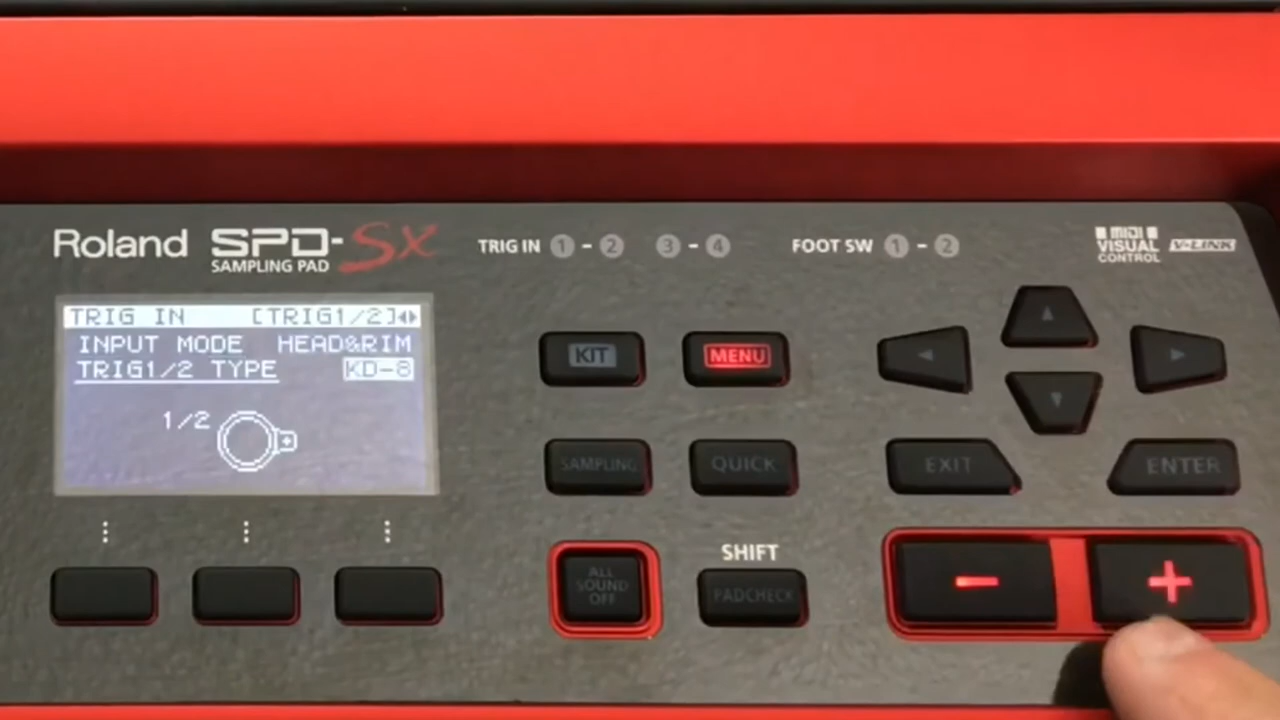 Roland SPD-SX
SAMPLING PAD
TRIG IN 1 - 2 3 - 4
FOOT SW 1 - 2
MIDI
VISUAL
CONTROL
V-LINK
TRIG IN [TRIG1/2]
INPUT MODE HEAD&RIM
TRIG1/2 TYPE KD-8
1/2
KIT
MENU
SAMPLING
QUICK
EXIT
ENTER
ALL
SOUND
OFF
SHIFT
PADCHECK
- +